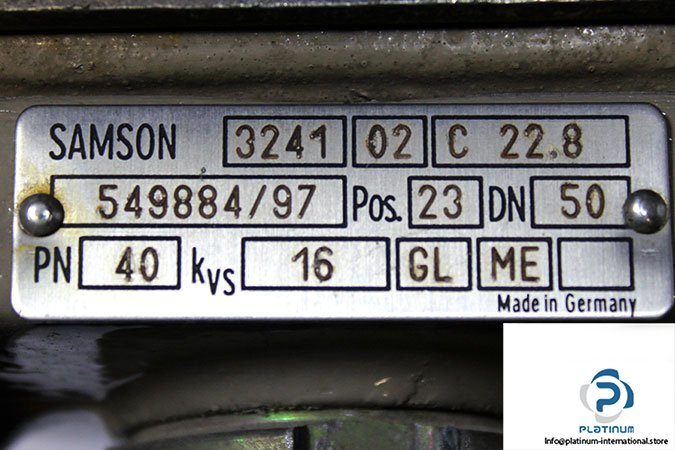 SAMSON 3241 02 C 22.8
549884/97 Pos. 23 DN 50
PN 40 kVS 16 GL ME
Made in Germany
PLATINUM
Info@platinum-international.store